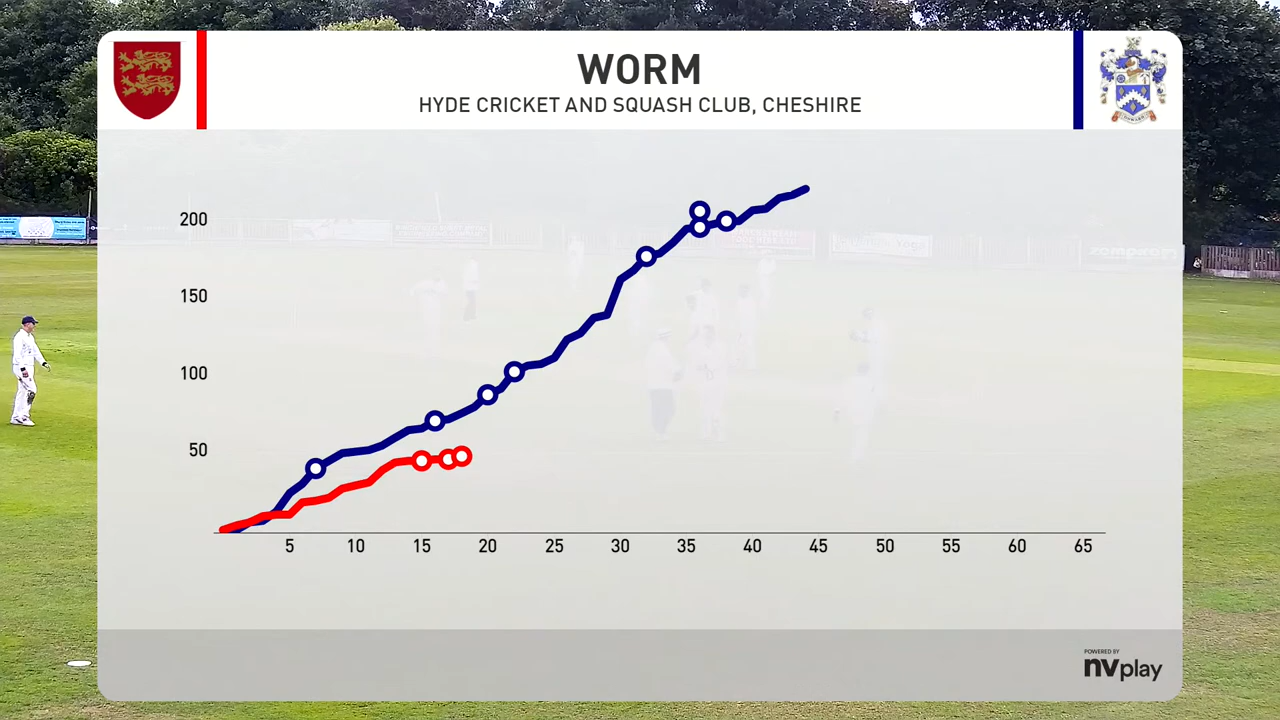 WORM
HYDE CRICKET AND SQUASH CLUB, CHESHIRE
200
150
100
50
5 10 15 20 25 30 35 40 45 50 55 60 65
POWERED BY
nvplay